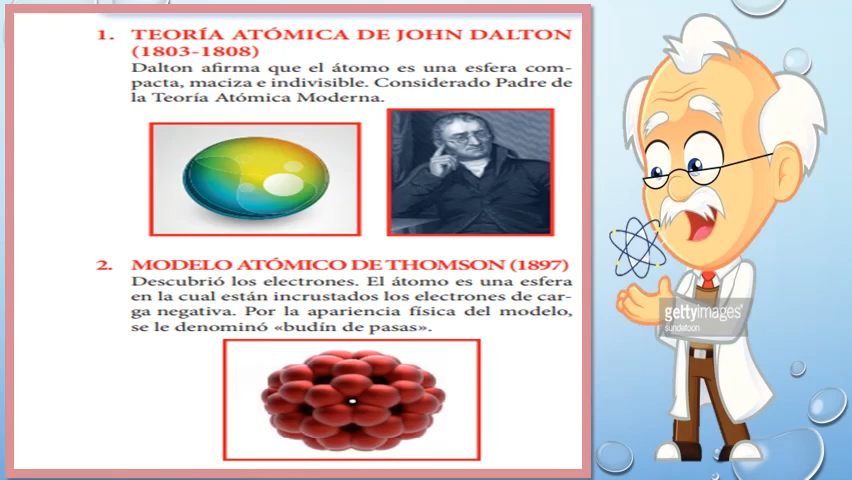 1. TEORÍA ATÓMICA DE JOHN DALTON
(1803-1808)
Dalton afirma que el átomo es una esfera com-
pacta, maciza e indivisible. Considerado Padre de
la Teoría Atómica Moderna.
2. MODELO ATÓMICO DE THOMSON (1897)
Descubrió los electrones. El átomo es una esfera
en la cual están incrustados los electrones de car-
ga negativa. Por la apariencia física del modelo,
se le denominó «budín de pasas».
gettyimages
sundatoon